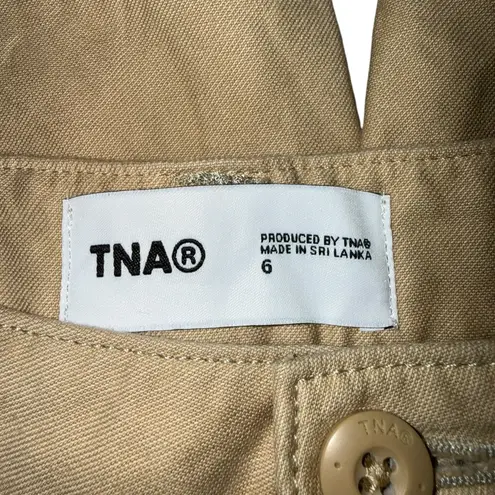 TNA®
PRODUCED BY TNA®
MADE IN SRI LANKA
6
TNA®